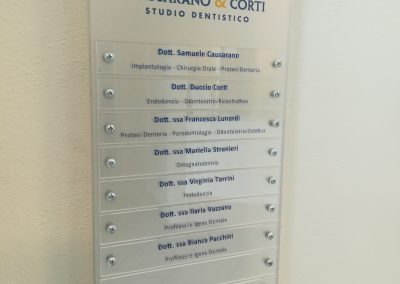 CAUSARANO & CORTI
STUDIO DENTISTICO
Dott. Samuele Causarano
Implantologia - Chirurgia Orale - Protesi Dentaria
Dott. Duccio Corti
Endodonzia - Odontoiatria Ricostruttiva
Dott. ssa Francesca Lunardi
Protesi Dentaria - Parodontologia - Odontoiatria Estetica
Dott. ssa Mariella Stranieri
Ortognatodonzia
Dott. ssa Virginia Tarrini
Pedodonzia
Dott. ssa Ilaria Vazzano
Profilassi e Igiene Dentale
Dott. ssa Bianca Pacchini
Profilassi e Igiene Dentale